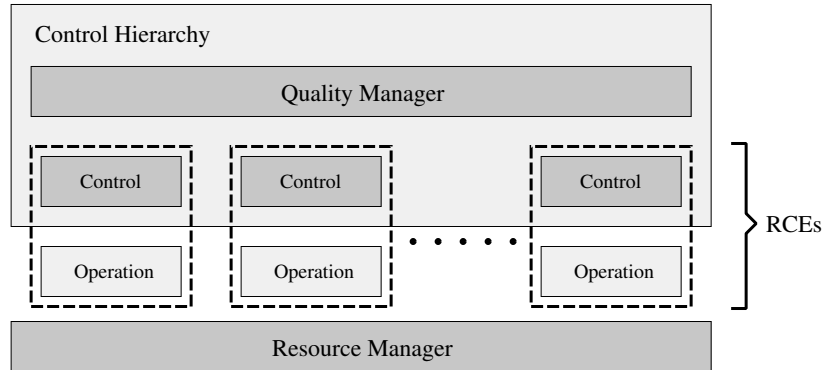 Control Hierarchy
Quality Manager
Control
Control
Control
RCEs
Operation
Operation
Operation
Resource Manager